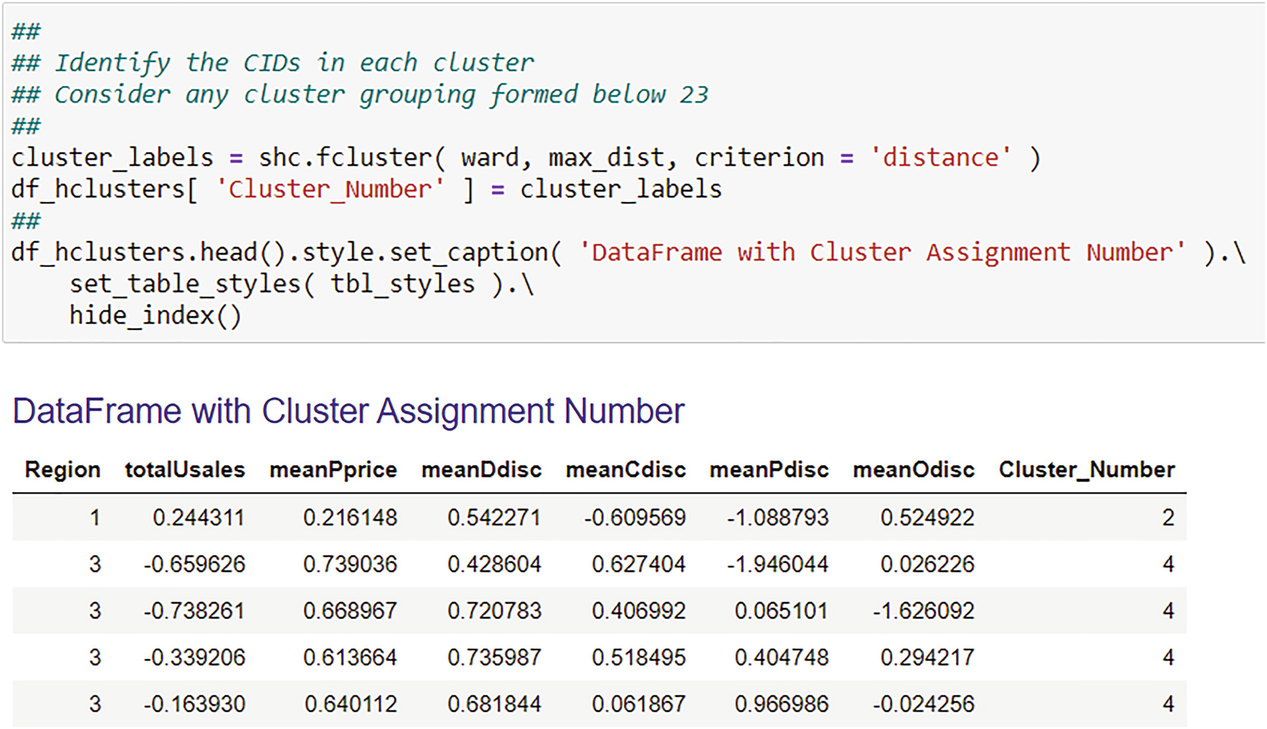 ##
## Identify the CIDs in each cluster
## Consider any cluster grouping formed below 23
##
cluster_labels = shc.fcluster( ward, max_dist, criterion = 'distance' )
df_hclusters[ 'Cluster_Number' ] = cluster_labels
##
df_hclusters.head().style.set_caption( 'DataFrame with Cluster Assignment Number' ).\
    set_table_styles( tbl_styles ).\
    hide_index()
DataFrame with Cluster Assignment Number
Region totalUsales meanPprice meanDdisc meanCdisc meanPdisc meanOdisc Cluster_Number
1 0.244311 0.216148 0.542271 -0.609569 -1.088793 0.524922 2
3 -0.659626 0.739036 0.428604 0.627404 -1.946044 0.026226 4
3 -0.738261 0.668967 0.720783 0.406992 0.065101 -1.626092 4
3 -0.339206 0.613664 0.735987 0.518495 0.404748 0.294217 4
3 -0.163930 0.640112 0.681844 0.061867 0.966986 -0.024256 4